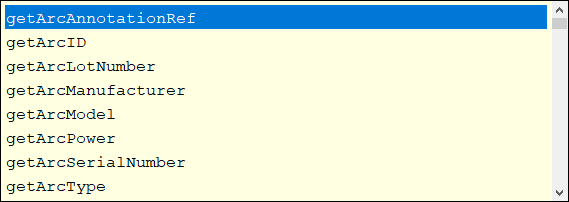 getArcAnnotationRef
getArcID
getArcLotNumber
getArcManufacturer
getArcModel
getArcPower
getArcSerialNumber
getArcType